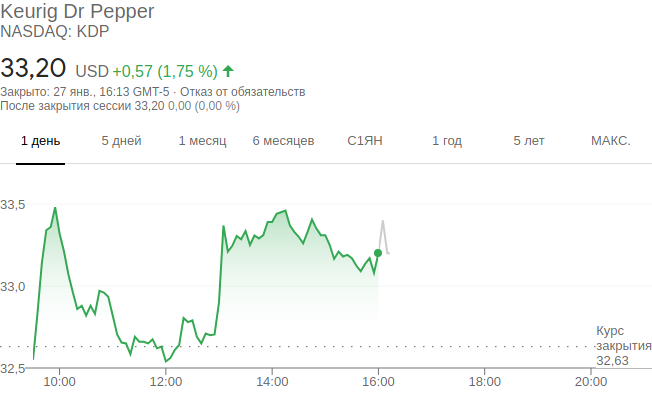 Keurig Dr Pepper
NASDAQ: KDP
33,20 USD +0,57 (1,75 %)
Закрыто: 27 янв., 16:13 GMT-5 · Отказ от обязательств
После закрытия сессии 33,20 0,00 (0,00 %)
1 день 5 дней 1 месяц 6 месяцев С1ЯН 1 год 5 лет МАКС.
33,5
33,0
32,5
Курс
закрытия
32,63
10:00 12:00 14:00 16:00 18:00 20:00